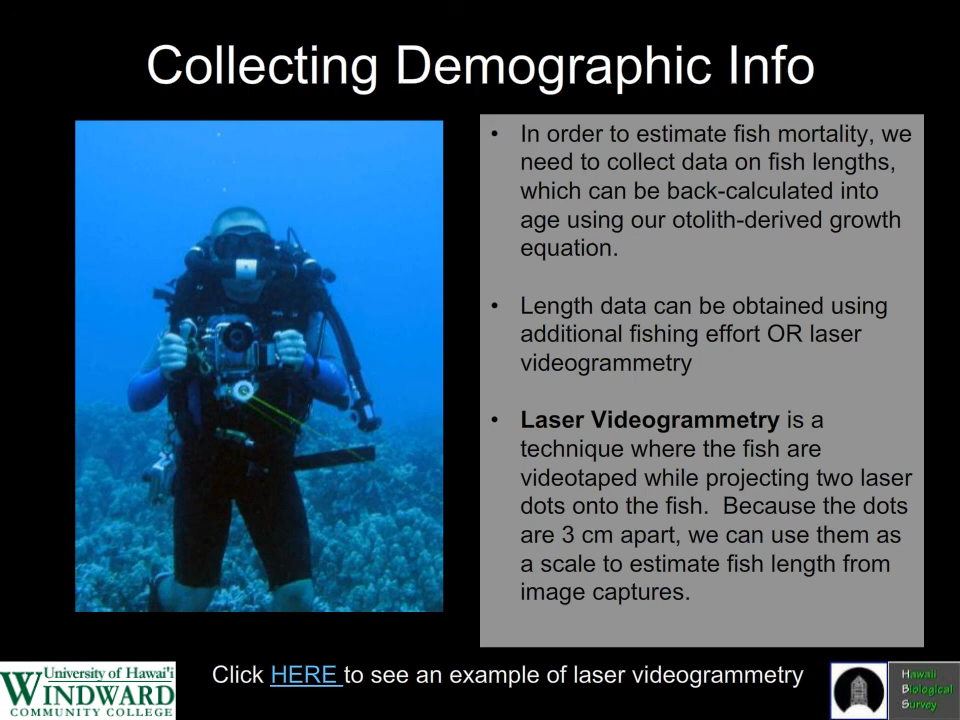 Collecting Demographic Info
• In order to estimate fish mortality, we
need to collect data on fish lengths,
which can be back-calculated into
age using our otolith-derived growth
equation.
• Length data can be obtained using
additional fishing effort OR laser
videogrammetry
• Laser Videogrammetry is a
technique where the fish are
videotaped while projecting two laser
dots onto the fish.  Because the dots
are 3 cm apart, we can use them as
a scale to estimate fish length from
image captures.
University of Hawai'i
WINDWARD
COMMUNITY COLLEGE
Click HERE to see an example of laser videogrammetry
Hawaii
Biological
Survey